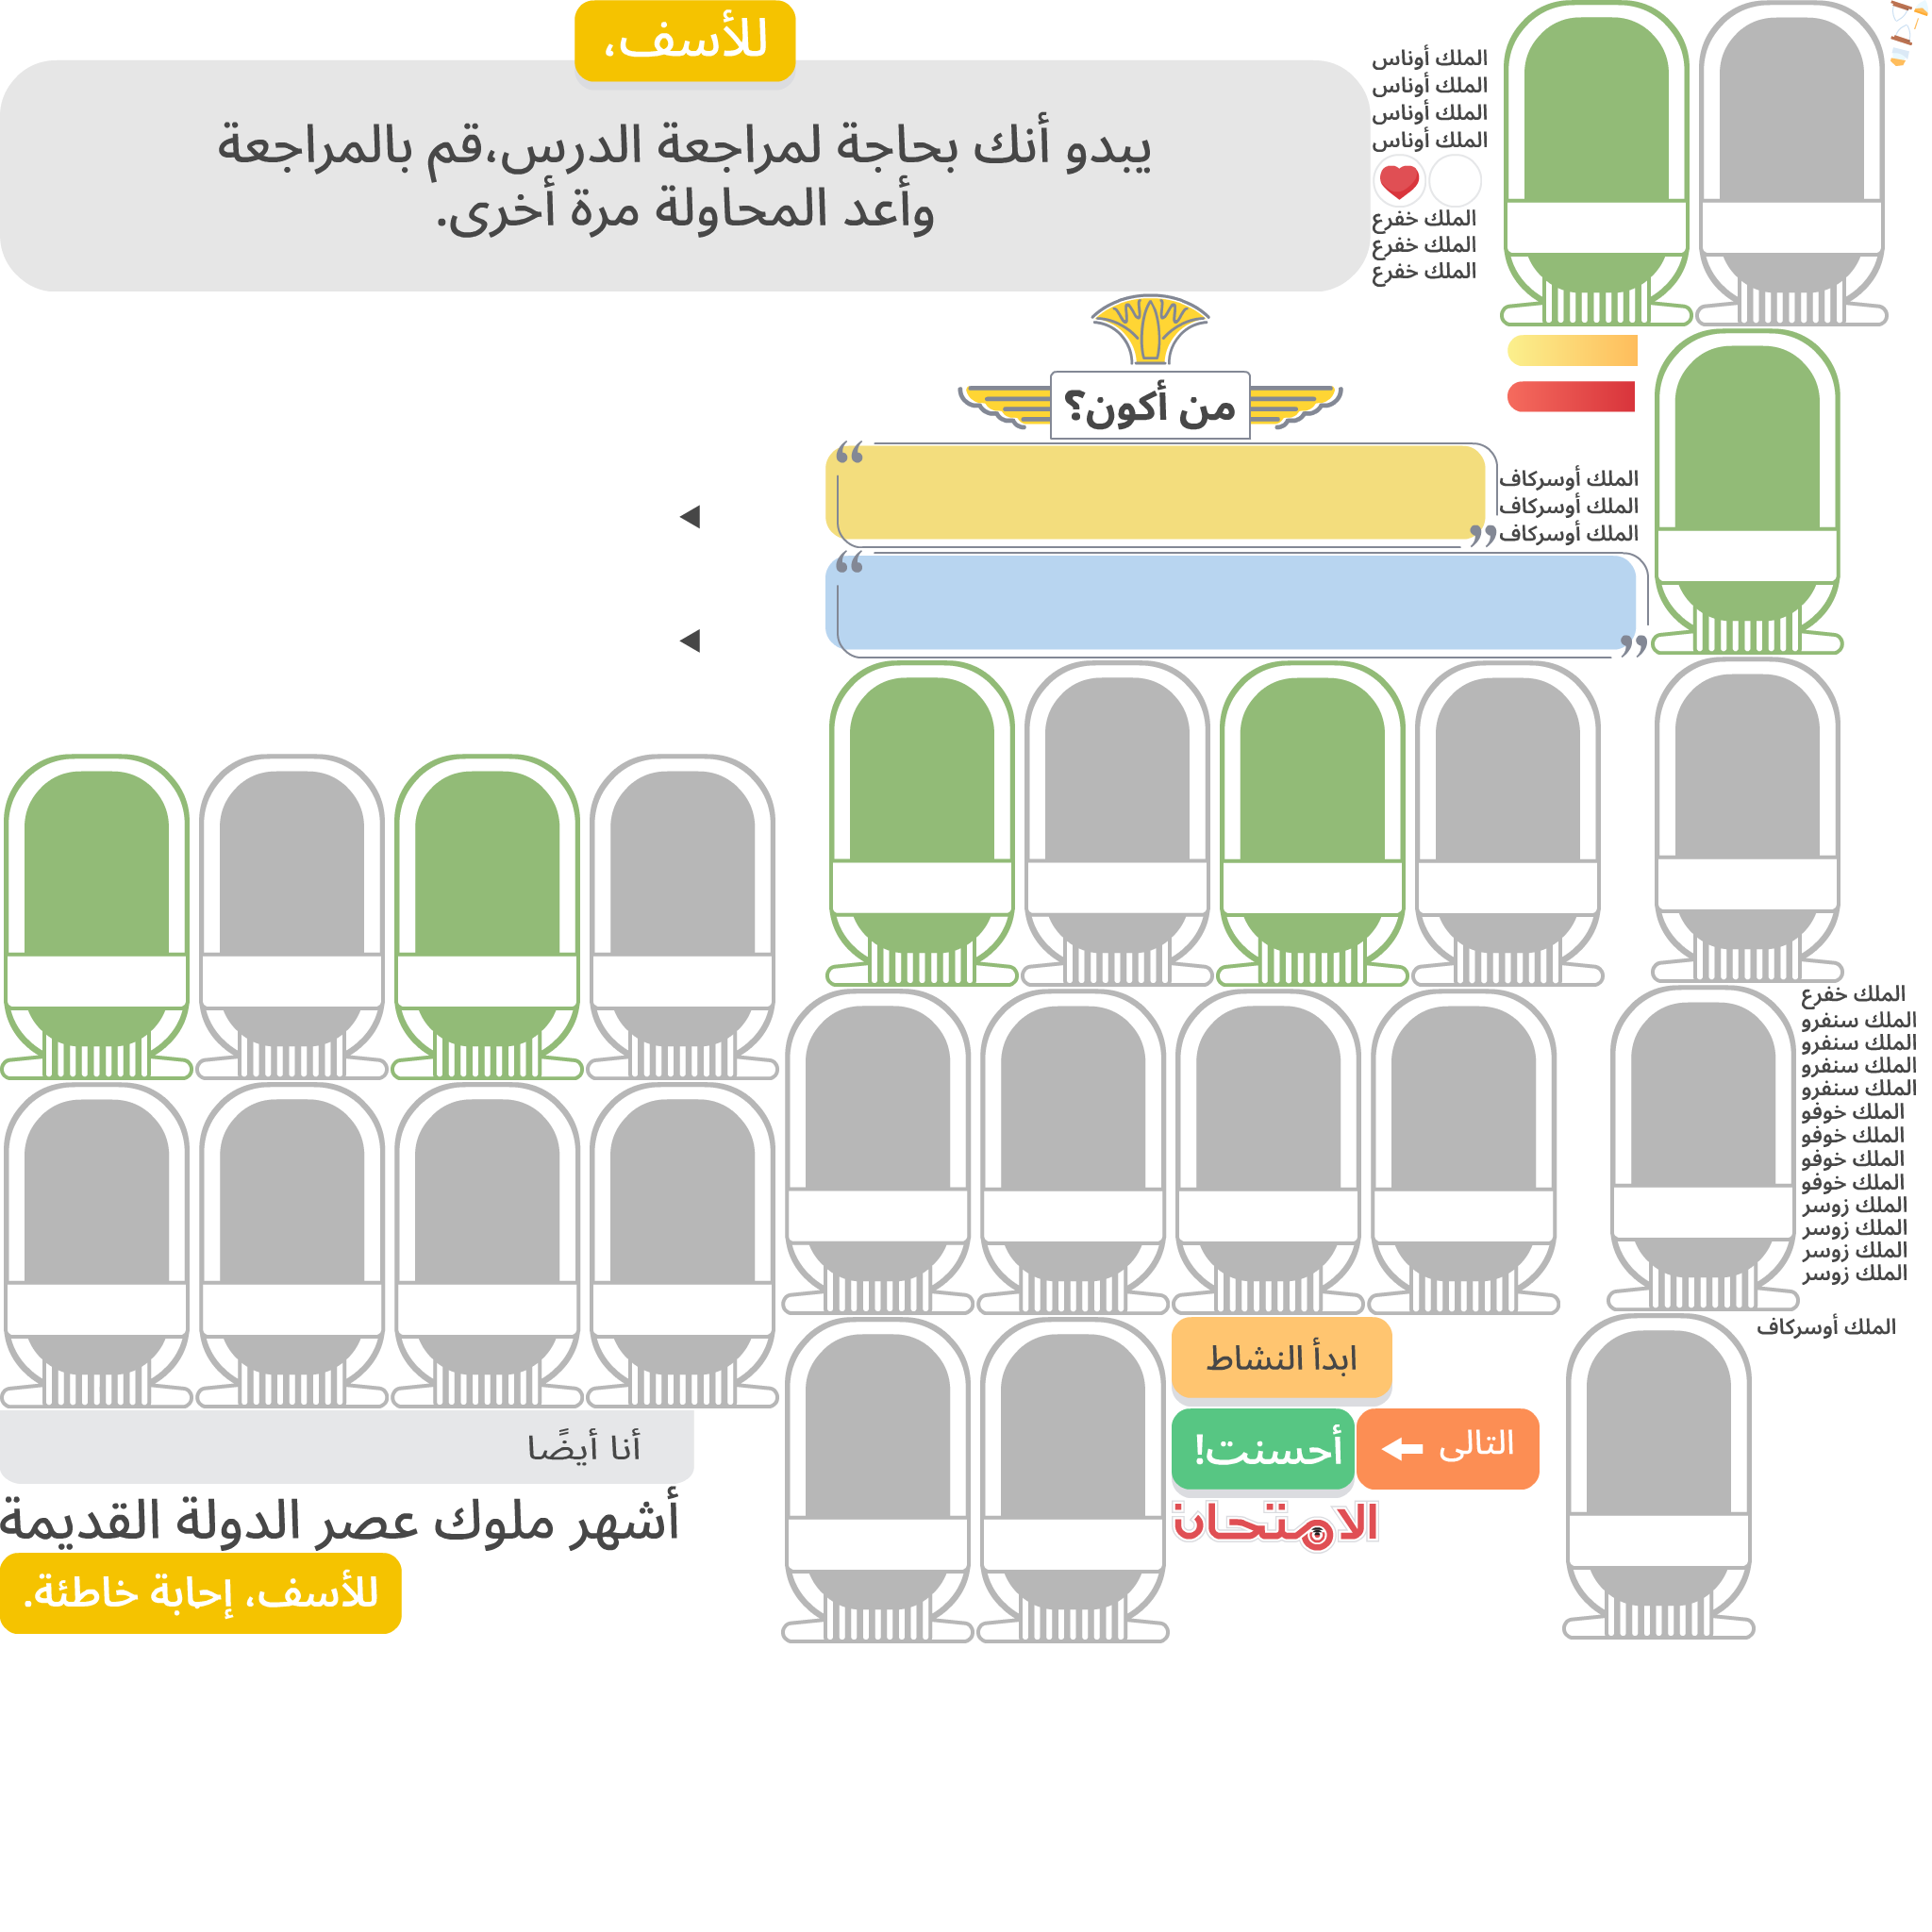 للأسف،
يبدو أنك بحاجة لمراجعة الدرس،قم بالمراجعة
وأعد المحاولة مرة أخرى.
الملك أوناس
الملك أوناس
الملك أوناس
الملك أوناس
الملك خفرع
الملك خفرع
الملك خفرع
من أكون؟
الملك أوسركاف
الملك أوسركاف
الملك أوسركاف
الملك خفرع
الملك سنفرو
الملك سنفرو
الملك سنفرو
الملك سنفرو
الملك خوفو
الملك خوفو
الملك خوفو
الملك خوفو
الملك زوسر
الملك زوسر
الملك زوسر
الملك زوسر
الملك أوسركاف
ابدأ النشاط
التالى
أحسنت!
الامتحان
أنا أيضًا
أشهر ملوك عصر الدولة القديمة
للأسف، إحابة خاطئة.